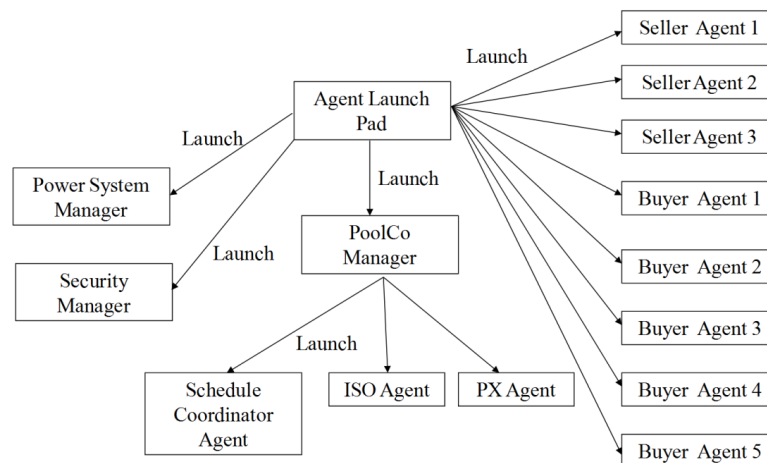 Seller Agent 1
Launch
Seller Agent 2
Agent Launch
Pad
Seller Agent 3
Launch
Launch
Power System
Manager
Buyer Agent 1
PoolCo
Manager
Launch
Buyer Agent 2
Security
Manager
Buyer Agent 3
Launch
Schedule
Coordinator
Agent
ISO Agent
PX Agent
Buyer Agent 4
Buyer Agent 5